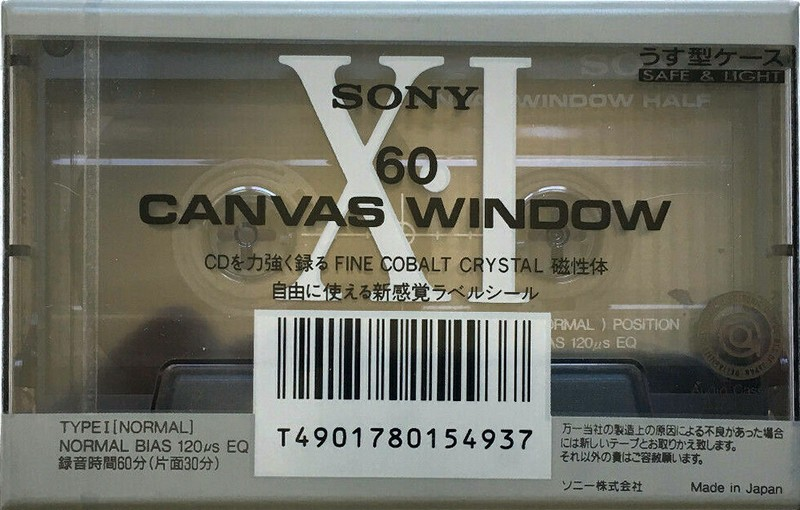 うす型ケース
SAFE & LIGHT
XI
SONY
WINDOW HALF
60
CANVAS WINDOW
CDを力強く録る FINE COBALT CRYSTAL 磁性体
自由に使える新感覚ラベルシール
POSITION
120μs EQ
T4901780154937
TYPE I [NORMAL]
NORMAL BIAS 120μs EQ
録音時間60分(片面30分)
万一当社の製造上の原因による不良があった場合
には新しいテープとお取りかえ致します。
それ以外の責はご容赦願います。
ソニー株式会社 Made in Japan